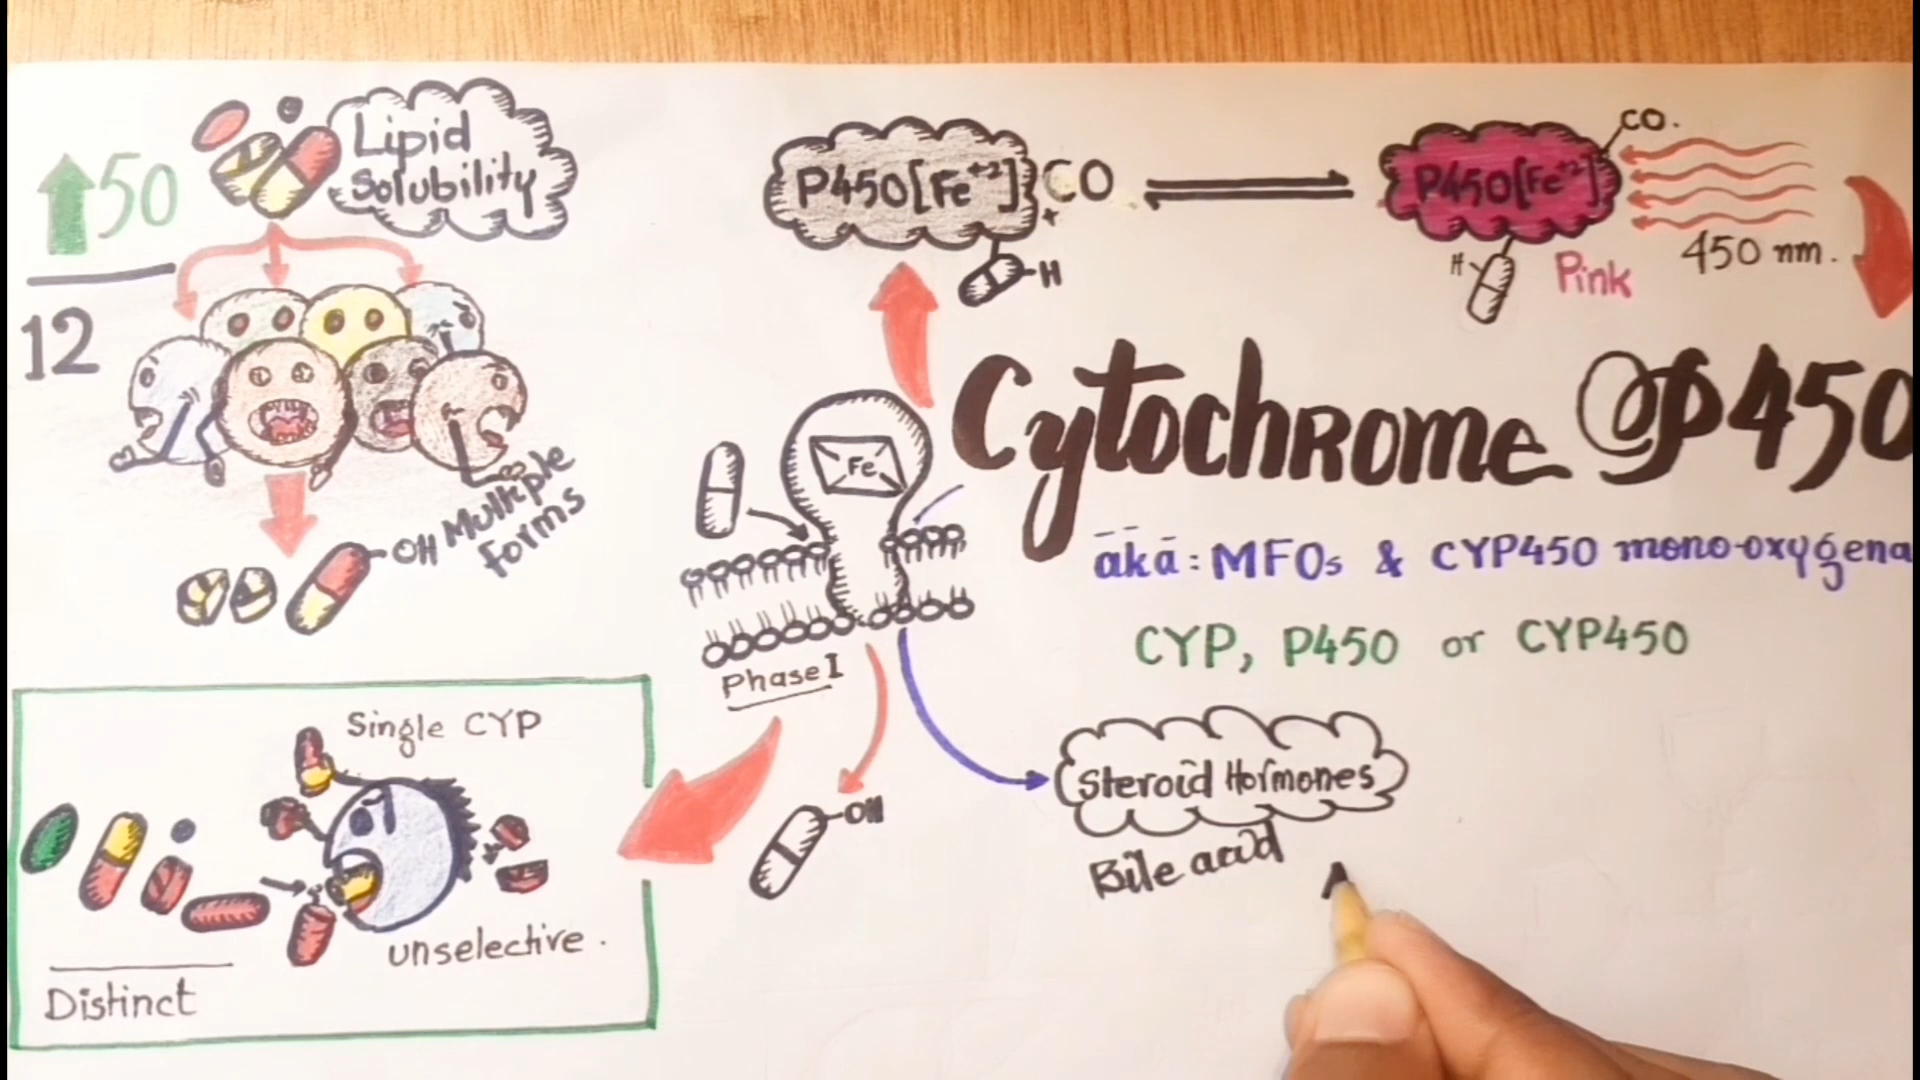 ↑50
12
Lipid
Solubility
OH
Multiple
forms
P450[Fe⁺²]
+
CO
H
P450[Fe⁺²]
CO.
H
Pink
450 nm.
Cytochrome P450
aka: MFOs & CYP450 mono-oxygena
CYP, P450 or CYP450
Fe
Phase I
OH
Steroid Hormones
Bile acid
Single CYP
unselective.
Distinct